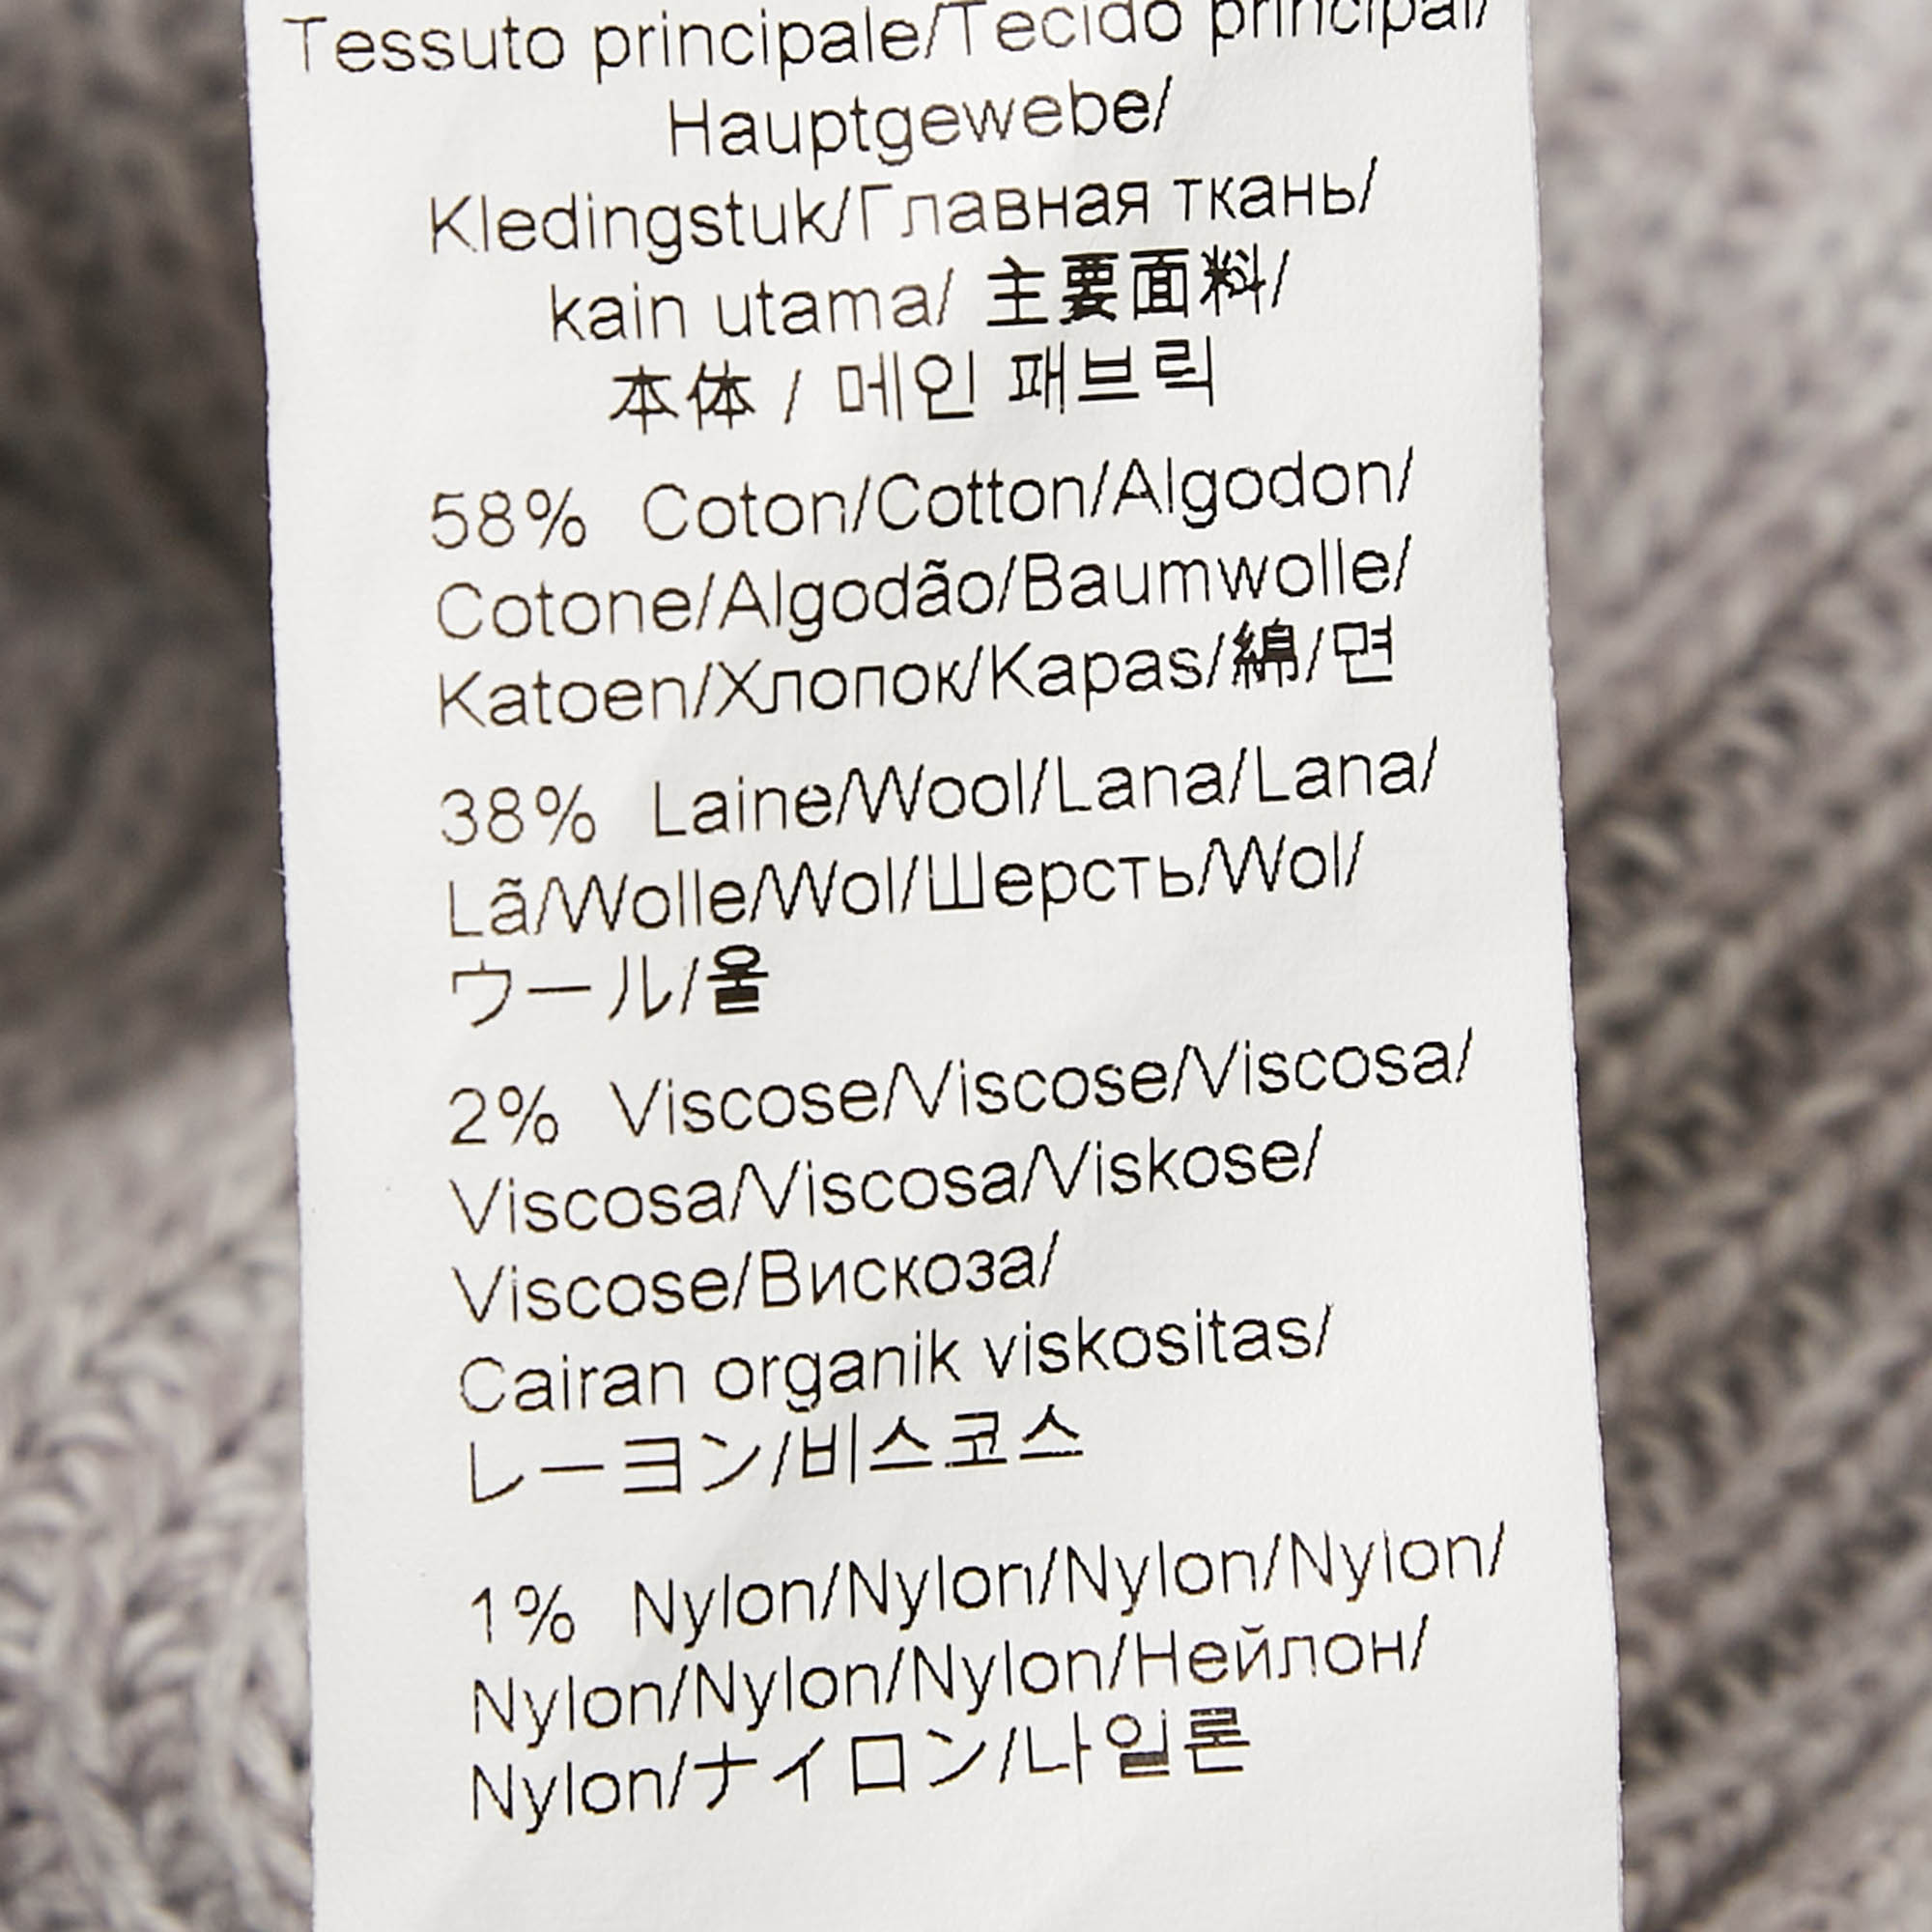 Tessuto principale/Tecido principal/
Hauptgewebe/
Kledingstuk/Главная ткань/
kain utama/ 主要面料/
本体 / 메인 패브릭
58% Coton/Cotton/Algodon/
Cotone/Algodão/Baumwolle/
Katoen/Хлопок/Kapas/綿/면
38% Laine/Wool/Lana/Lana/
Lã/Wolle/Wol/Шерсть/Wol/
ウール/울
2% Viscose/Viscose/Viscosa/
Viscosa/Viscosa/Viskose/
Viscose/Вискоза/
Cairan organik viskositas/
レーヨン/비스코스
1% Nylon/Nylon/Nylon/Nylon/
Nylon/Nylon/Nylon/Нейлон/
Nylon/ナイロン/나일론